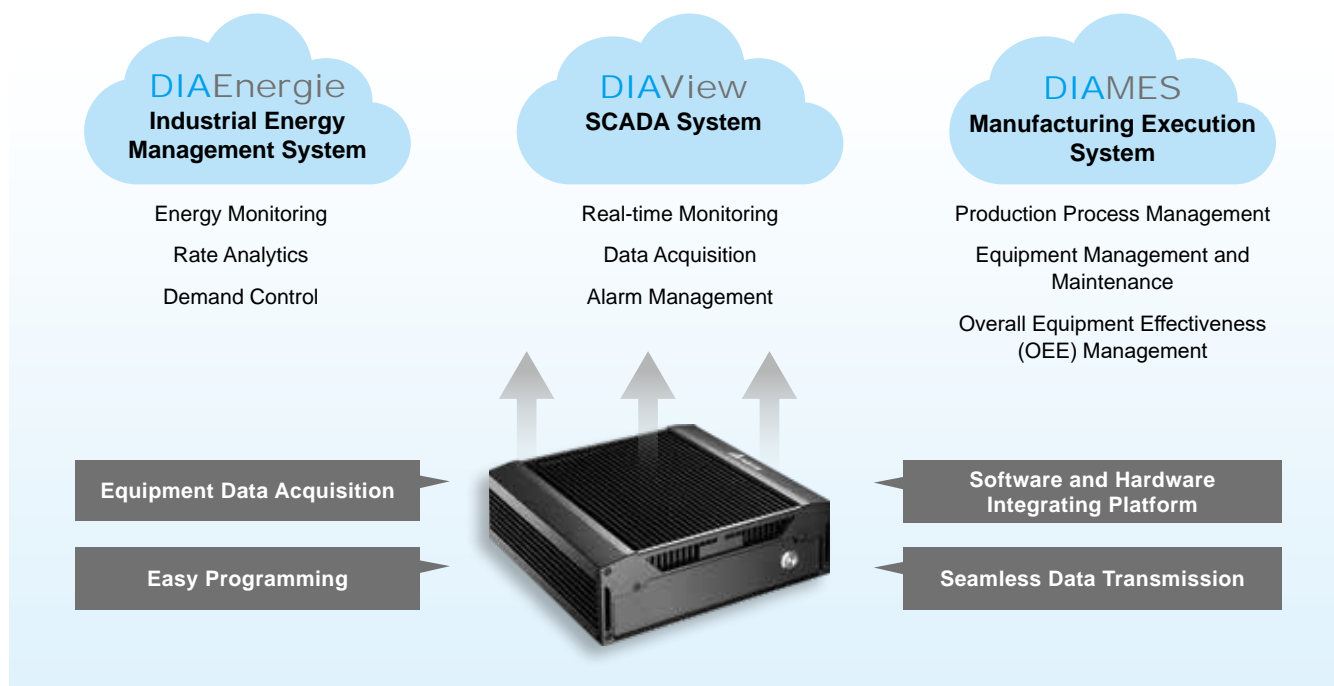 DIAEnergie
Industrial Energy
Management System
Energy Monitoring
Rate Analytics
Demand Control
DIAView
SCADA System
Real-time Monitoring
Data Acquisition
Alarm Management
DIAMES
Manufacturing Execution
System
Production Process Management
Equipment Management and
Maintenance
Overall Equipment Effectiveness
(OEE) Management
Equipment Data Acquisition
Easy Programming
Software and Hardware
Integrating Platform
Seamless Data Transmission